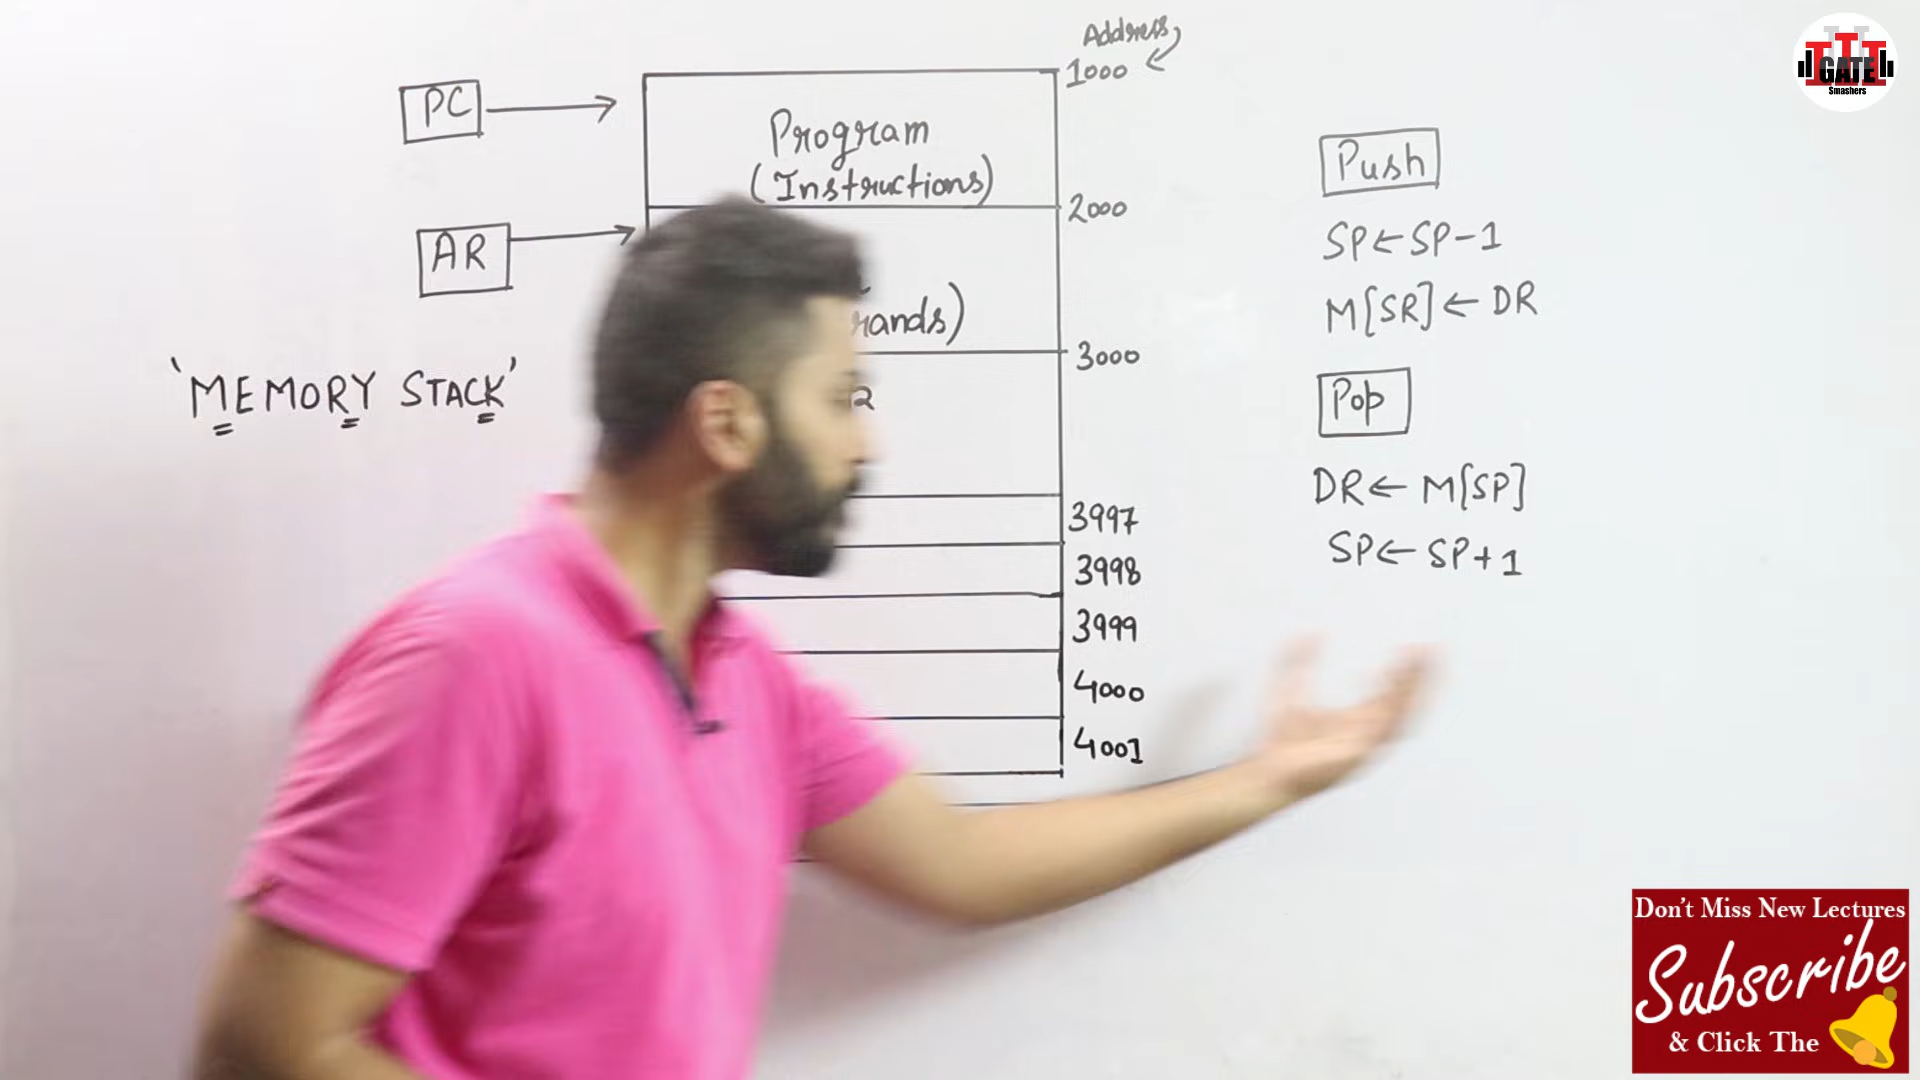 Address
1000
PC
Program
(Instructions)
2000
AR
rands)
3000
'MEMORY STACK'
3997
3998
3999
4000
4001
Push
SP←SP-1
M[SR]←DR
Pop
DR←M[SP]
SP←SP+1
GATE
Smashers
Don't Miss New Lectures
Subscribe
& Click The